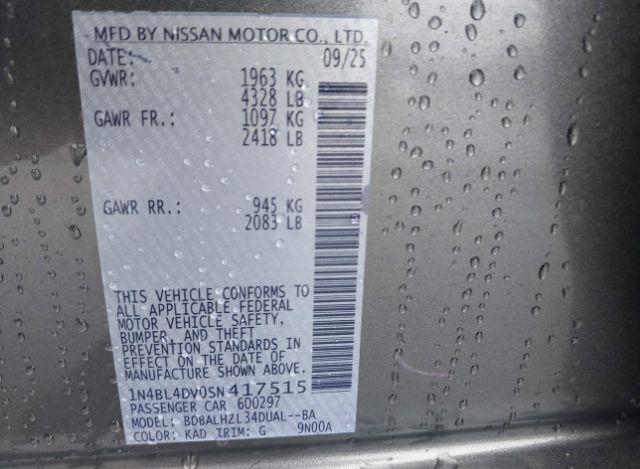 MFD BY NISSAN MOTOR CO., LTD.
DATE: 09/25
GVWR: 1963 KG
4328 LB
GAWR FR.: 1097 KG
2418 LB
GAWR RR.: 945 KG
2083 LB
THIS VEHICLE CONFORMS TO
ALL APPLICABLE FEDERAL
MOTOR VEHICLE SAFETY,
BUMPER, AND THEFT
PREVENTION STANDARDS IN
EFFECT ON THE DATE OF
MANUFACTURE SHOWN ABOVE.
1N4BL4DV0SN417515
PASSENGER CAR 600297
MODEL: BDBALHZL34DUAL--BA
COLOR: KAD TRIM: G 9N00A